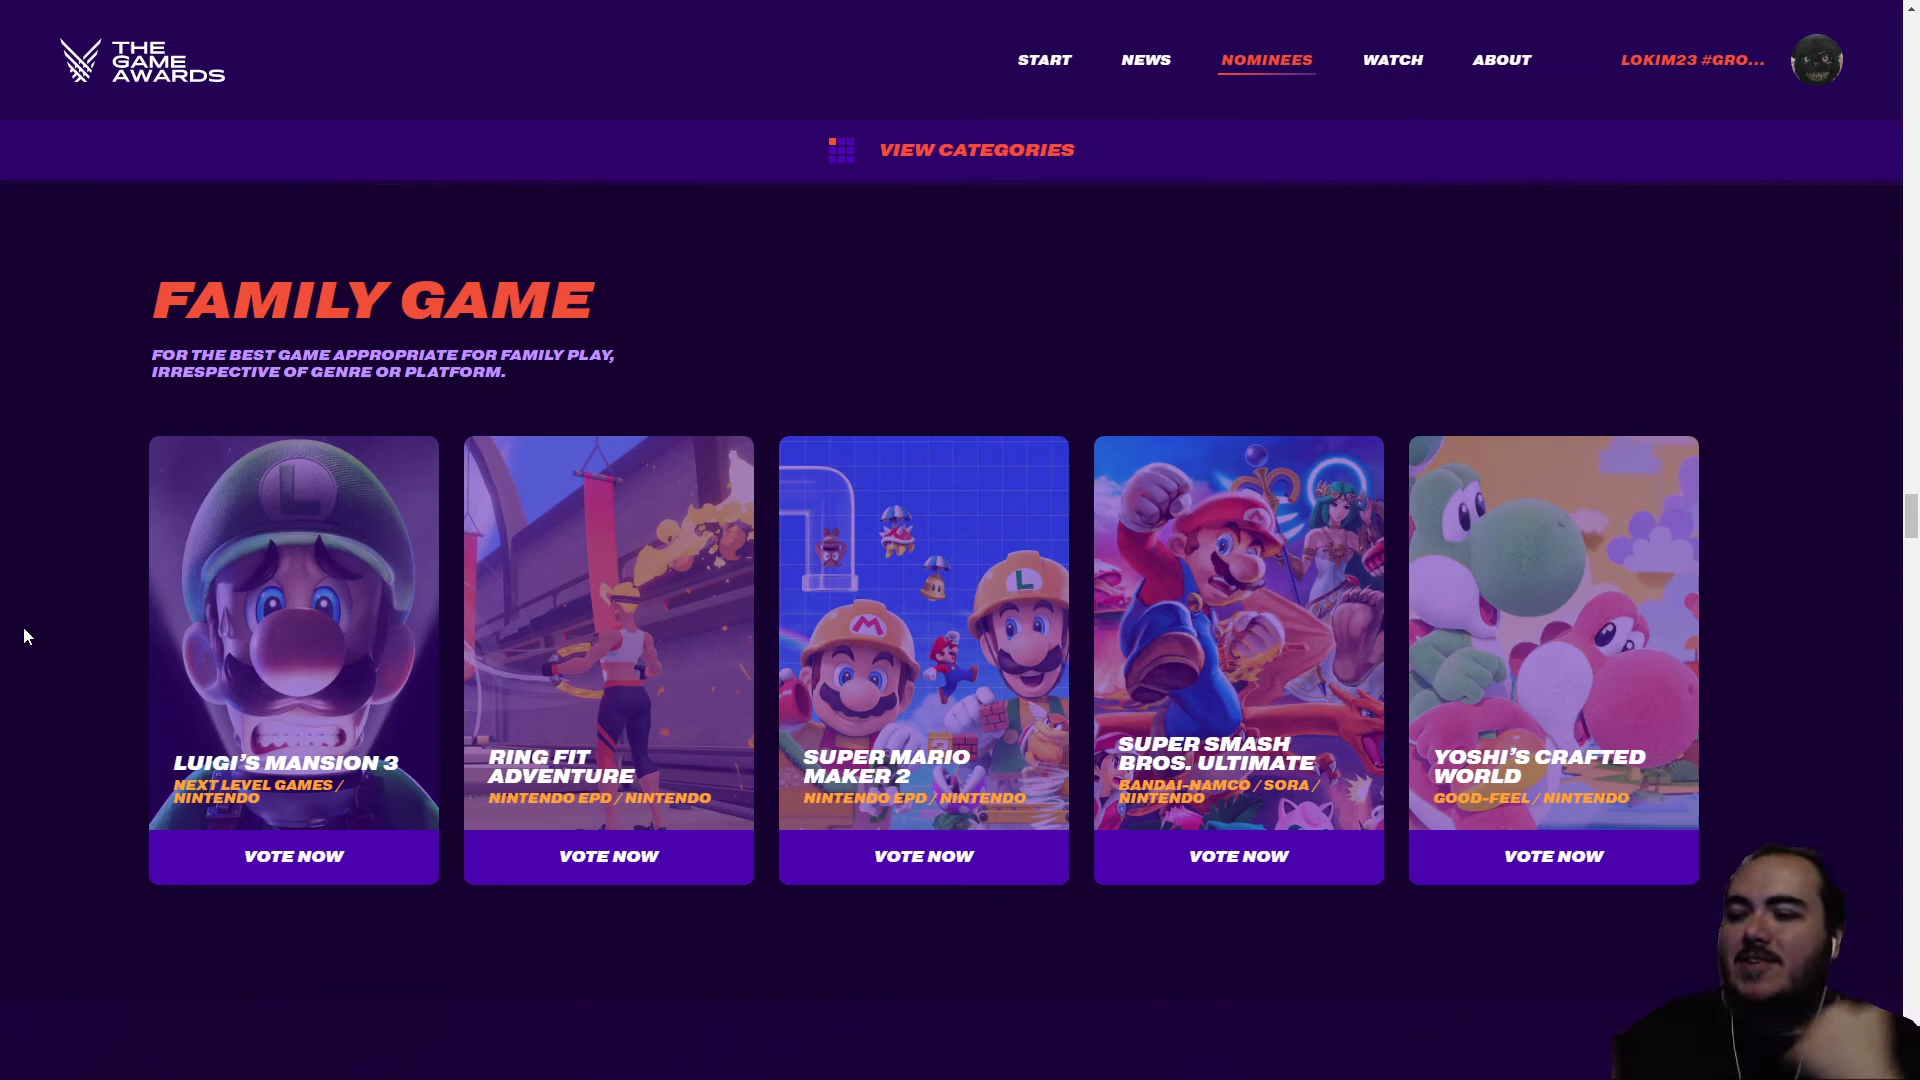 THE
GAME
AWARDS
START NEWS NOMINEES WATCH ABOUT LOKIM23 #GRO...
VIEW CATEGORIES
FAMILY GAME
FOR THE BEST GAME APPROPRIATE FOR FAMILY PLAY,
IRRESPECTIVE OF GENRE OR PLATFORM.
L
LUIGI'S MANSION 3
NEXT LEVEL GAMES /
NINTENDO
VOTE NOW
RING FIT
ADVENTURE
NINTENDO EPD / NINTENDO
VOTE NOW
M
L
SUPER MARIO
MAKER 2
NINTENDO EPD / NINTENDO
VOTE NOW
M
SUPER SMASH
BROS. ULTIMATE
BANDAI-NAMCO / SORA /
NINTENDO
VOTE NOW
YOSHI'S CRAFTED
WORLD
GOOD-FEEL / NINTENDO
VOTE NOW